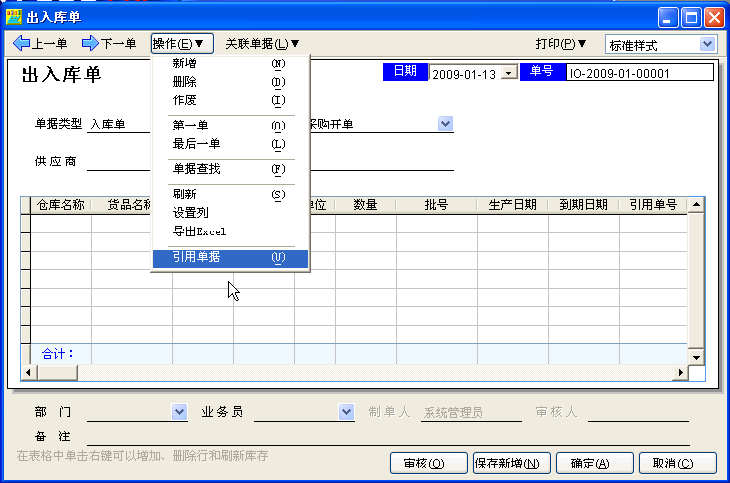 出入库单
上一单 下一单 操作(E)▼ 关联单据(L)▼ 打印(P)▼ 标准样式
出入库单 日期 2009-01-13 单号 IO-2009-01-00001
新增 (N)
删除 (D)
作废 (I)
第一单 (A)
最后一单 (L)
单据查找 (F)
刷新 (S)
设置列
导出Excel
引用单据 (U)
单据类型 入库单 采购开单
供应商
仓库名称 货品名称 单位 数量 批号 生产日期 到期日期 引用单号
合计：
部 门 业务员 制单人 系统管理员 审核人
备 注
在表格中单击右键可以增加、删除行和刷新库存
审核(O) 保存新增(N) 确定(A) 取消(C)